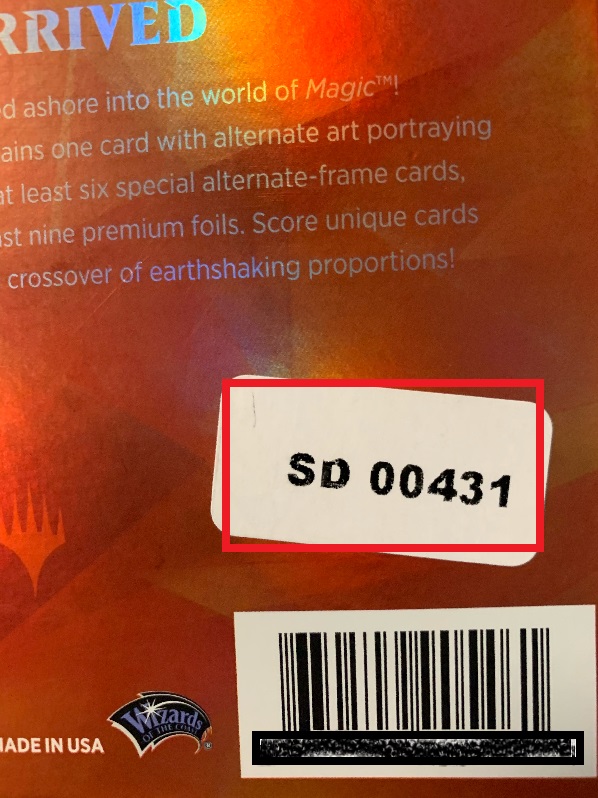 RRIVED
ed ashore into the world of Magic™!
ains one card with alternate art portraying
at least six special alternate-frame cards,
ast nine premium foils. Score unique cards
crossover of earthshaking proportions!
SD 00431
Wizards
OF THE COAST
®
MADE IN USA